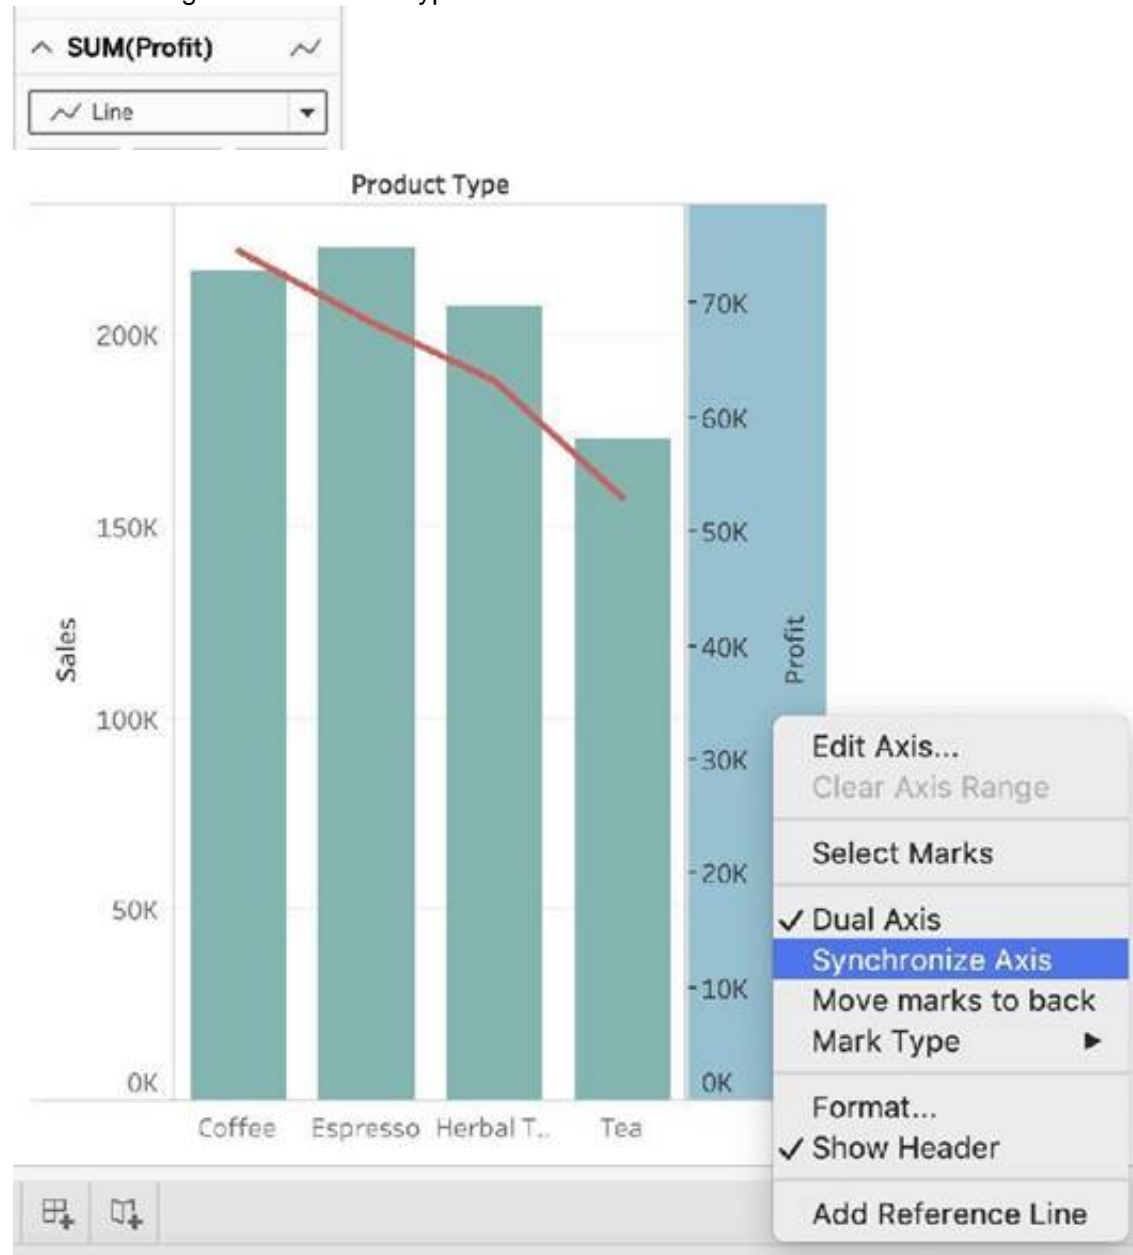 SUM(Profit)
Line
Product Type
200K
150K
100K
50K
0K
Sales
70K
60K
50K
40K
30K
20K
10K
0K
Profit
Coffee Espresso Herbal T.. Tea
Edit Axis...
Clear Axis Range
Select Marks
✓ Dual Axis
Synchronize Axis
Move marks to back
Mark Type
Format...
✓ Show Header
Add Reference Line